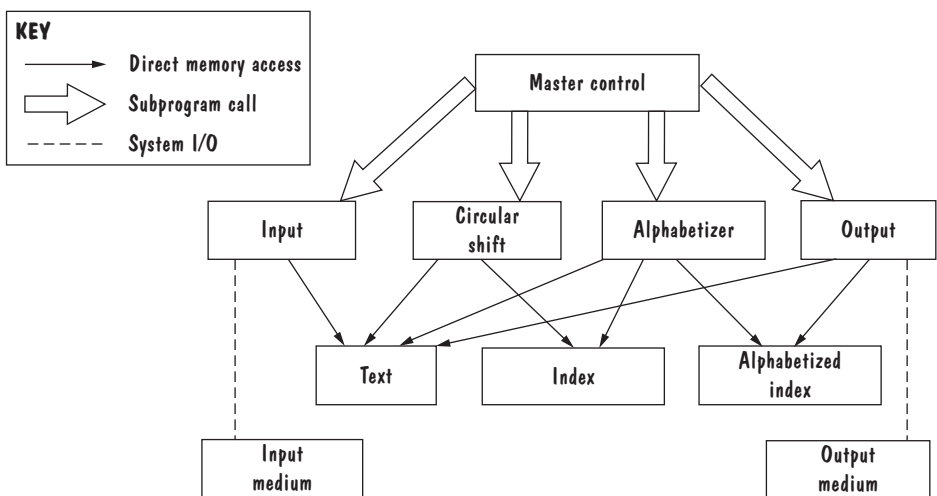 KEY
Direct memory access
Subprogram call
System I/O
Master control
Input
Circular
shift
Alphabetizer
Output
Text
Index
Alphabetized
index
Input
medium
Output
medium